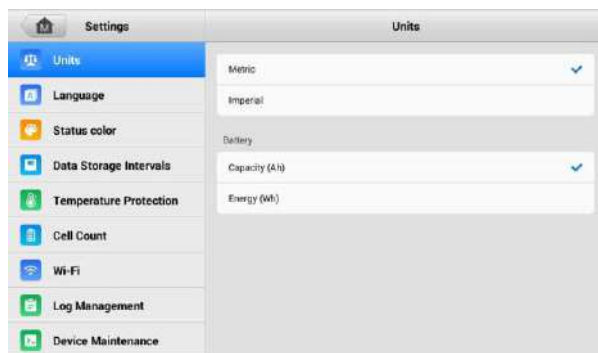 Settings
Units
Units
Language
Status color
Data Storage Intervals
Temperature Protection
Cell Count
Wi-Fi
Log Management
Device Maintenance
Metric
Imperial
Battery
Capacity (Ah)
Energy (Wh)